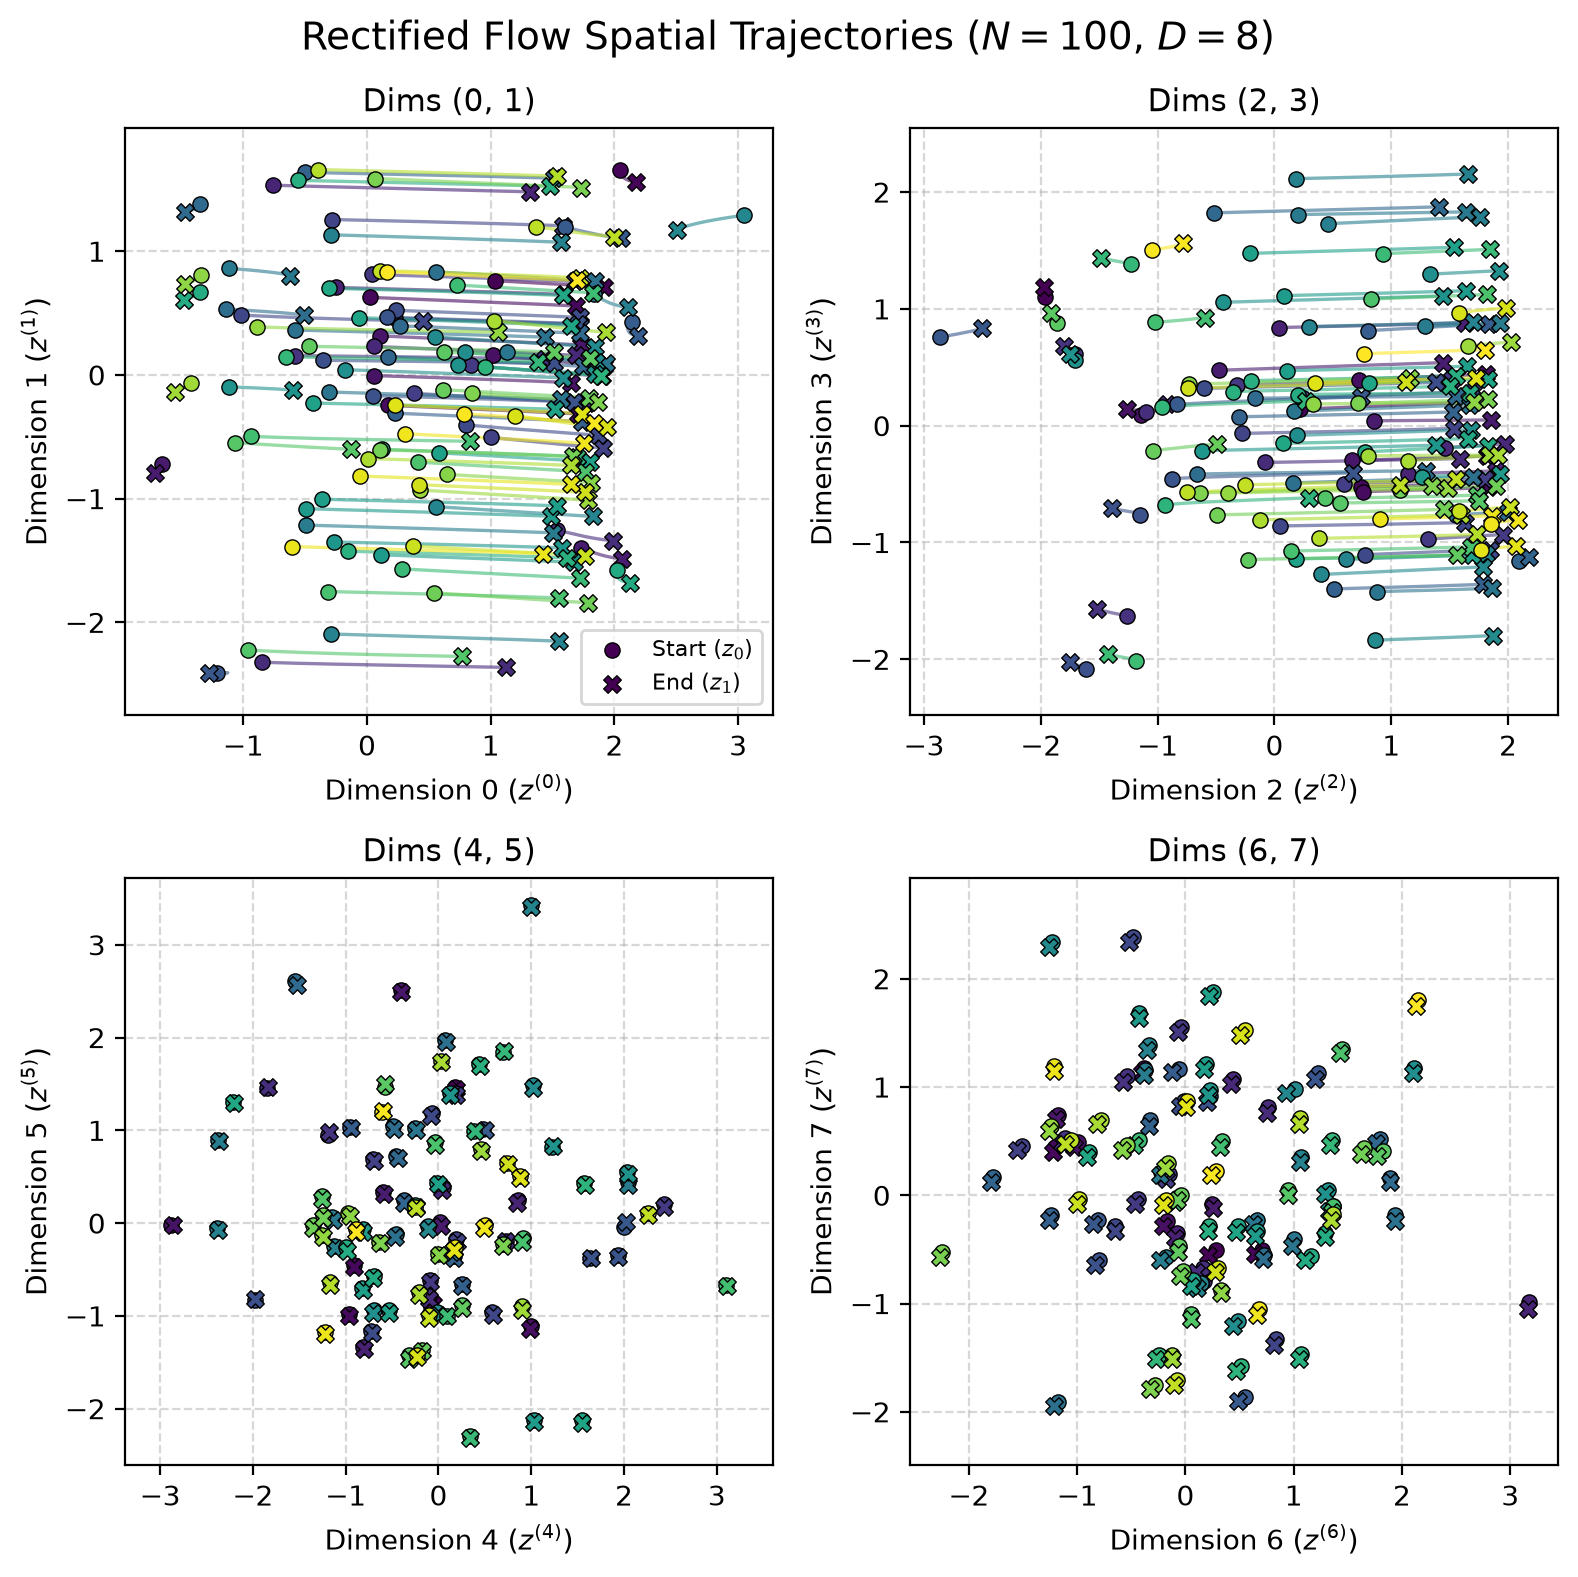 Rectified Flow Spatial Trajectories (N = 100, D = 8)
Dims (0, 1)
Dimension 1 (z^(1))
1
0
−1
−2
−1
0
1
2
3
Dimension 0 (z^(0))
Start (z_0)
End (z_1)
Dims (2, 3)
Dimension 3 (z^(3))
2
1
0
−1
−2
−3
−2
−1
0
1
2
Dimension 2 (z^(2))
Dims (4, 5)
Dimension 5 (z^(5))
3
2
1
0
−1
−2
−3
−2
−1
0
1
2
3
Dimension 4 (z^(4))
Dims (6, 7)
Dimension 7 (z^(7))
2
1
0
−1
−2
−2
−1
0
1
2
3
Dimension 6 (z^(6))